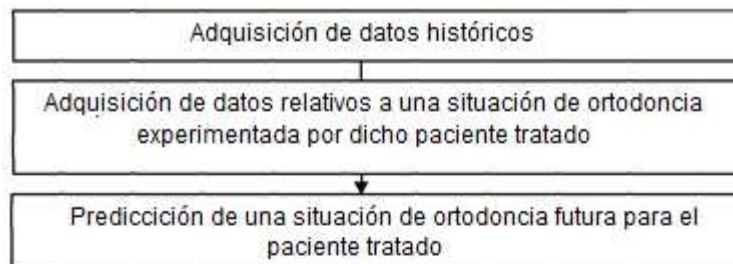 Adquisición de datos históricos
Adquisición de datos relativos a una situación de ortodoncia
experimentada por dicho paciente tratado
Prediccición de una situación de ortodoncia futura para el
paciente tratado